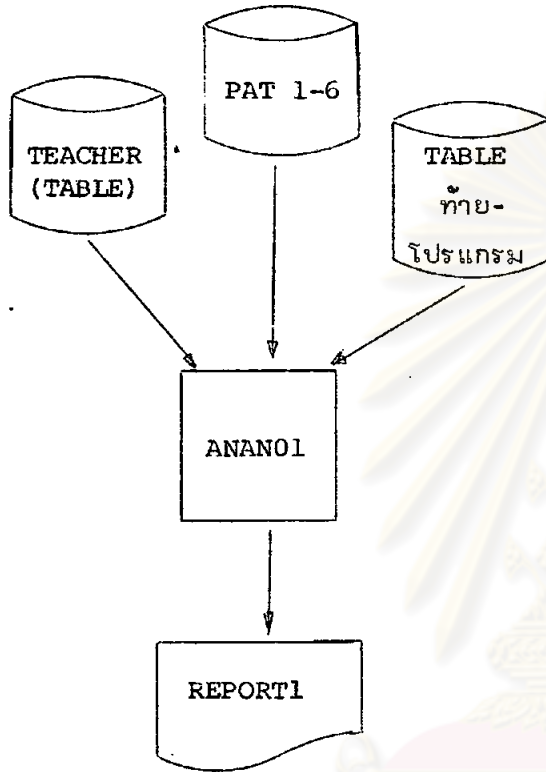 PAT 1-6
TEACHER
(TABLE)
TABLE
ท้าย-
โปรแกรม
ANAN01
REPORT1